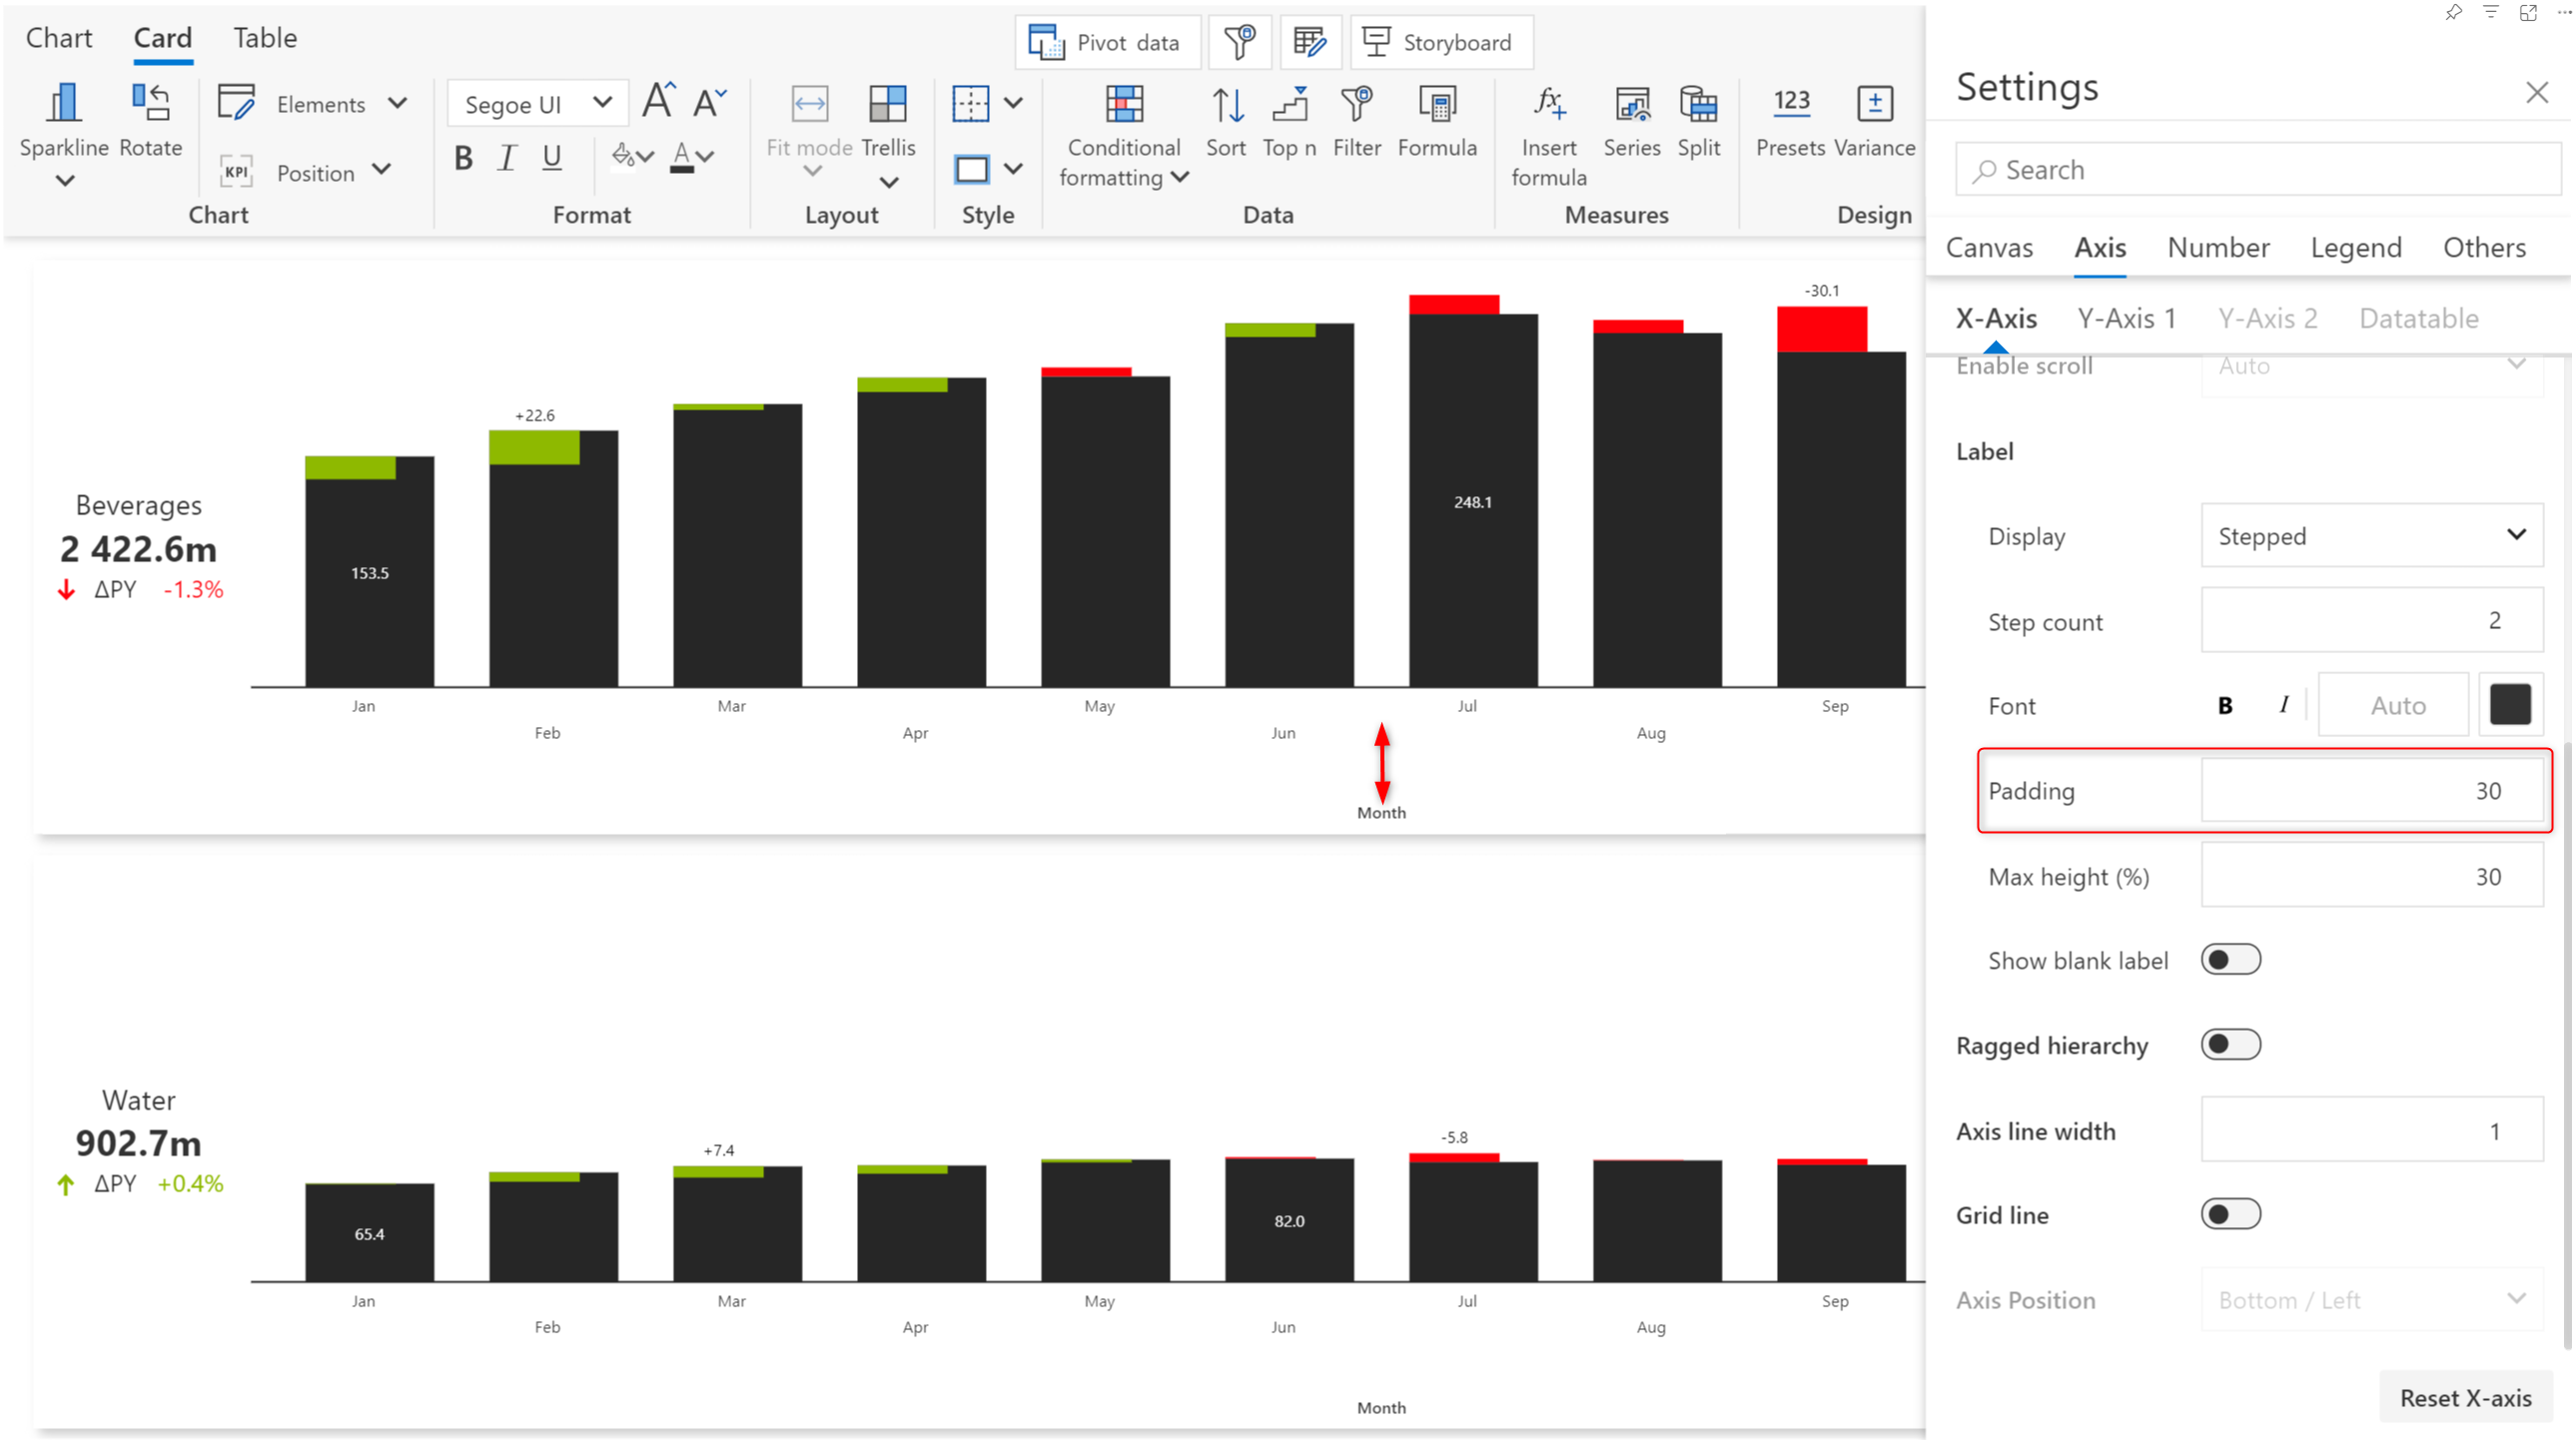 Chart Card Table
Pivot data
Storyboard
Sparkline Rotate
Elements
KPI Position
Chart
Segoe UI
A A
B I U A
Format
Fit mode Trellis
Layout
Style
Conditional
formatting
Sort Top n Filter Formula
Data
fx
Insert
formula
Series Split
Measures
123
Presets Variance
Design
Settings
Search
Canvas Axis Number Legend Others
X-Axis Y-Axis 1 Y-Axis 2 Datatable
Enable scroll Auto
Label
Display Stepped
Step count 2
Font B I Auto
Padding 30
Max height (%) 30
Show blank label
Ragged hierarchy
Axis line width 1
Grid line
Axis Position Bottom / Left
Reset X-axis
Beverages
2 422.6m
ΔPY -1.3%
-30.1
+22.6
248.1
153.5
Jan Mar May Jul Sep
Feb Apr Jun Aug
Month
Water
902.7m
ΔPY +0.4%
+7.4
-5.8
65.4
82.0
Jan Mar May Jul Sep
Feb Apr Jun Aug
Month